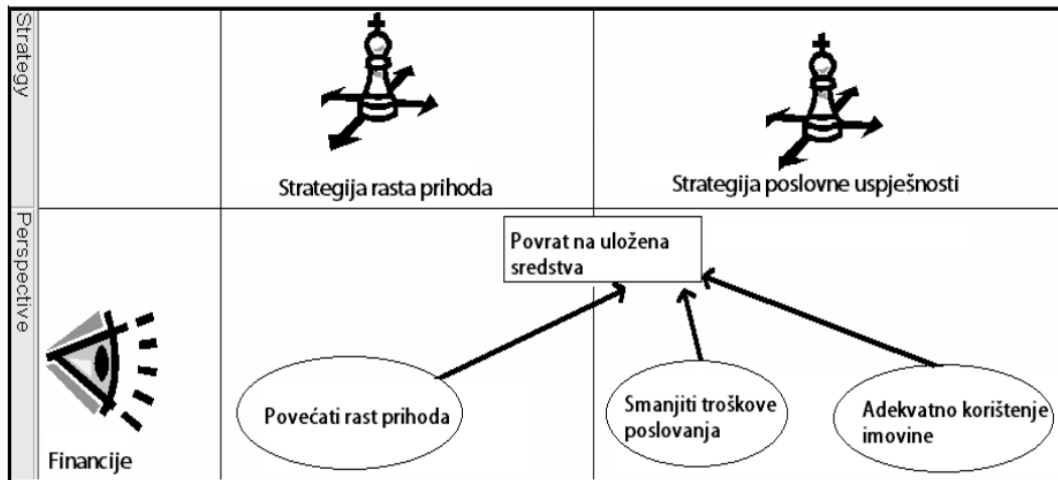 Strategy
Strategija rasta prihoda
Strategija poslovne uspješnosti
Perspective
Financije
Povrat na uložena
sredstva
Povećati rast prihoda
Smanjiti troškove
poslovanja
Adekvatno korištenje
imovine